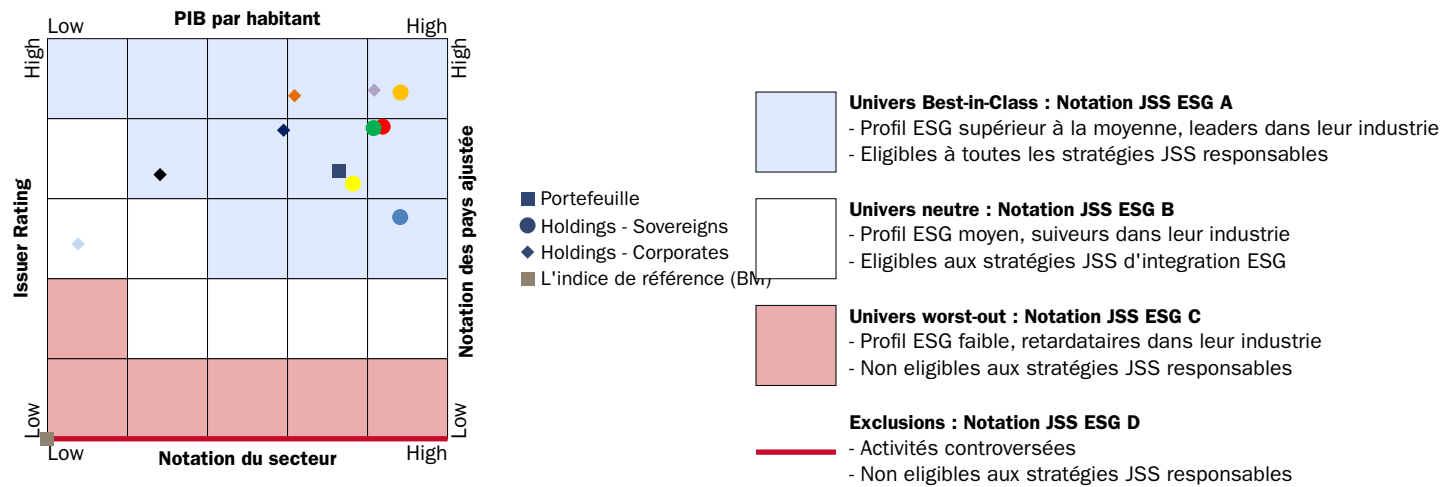 PIB par habitant
Low
High
High
High
Issuer Rating
Notation des pays ajustée
Low
Low
Low
High
Notation du secteur
Portefeuille
Holdings - Sovereigns
Holdings - Corporates
L'indice de référence (BM)
Univers Best-in-Class : Notation JSS ESG A
- Profil ESG supérieur à la moyenne, leaders dans leur industrie
- Eligibles à toutes les stratégies JSS responsables
Univers neutre : Notation JSS ESG B
- Profil ESG moyen, suiveurs dans leur industrie
- Eligibles aux stratégies JSS d'integration ESG
Univers worst-out : Notation JSS ESG C
- Profil ESG faible, retardataires dans leur industrie
- Non eligibles aux stratégies JSS responsables
Exclusions : Notation JSS ESG D
- Activités controversées
- Non eligibles aux stratégies JSS responsables